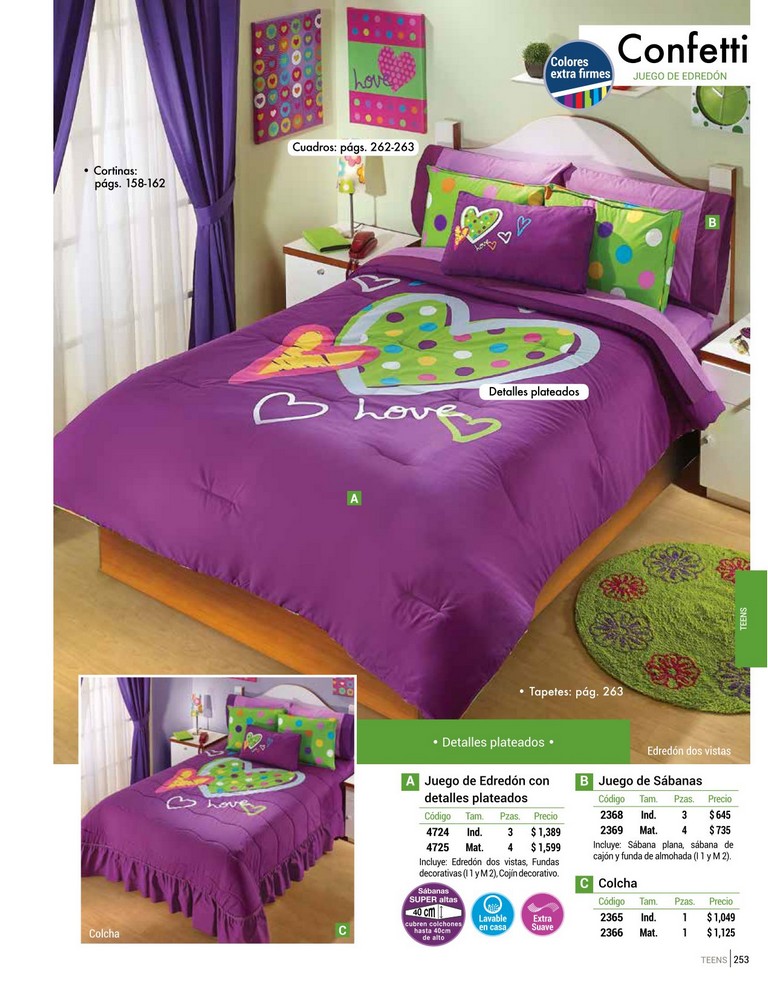 Confetti
JUEGO DE EDREDÓN
Colores
extra firmes
love
Cuadros: págs. 262-263
• Cortinas:
págs. 158-162
B
love
Detalles plateados
love
A
TEENS
• Tapetes: pág. 263
• Detalles plateados •
Edredón dos vistas
love
Colcha
C
A Juego de Edredón con
detalles plateados
Código Tam. Pzas. Precio
4724 Ind. 3 $ 1,389
4725 Mat. 4 $ 1,599
Incluye: Edredón dos vistas, Fundas
decorativas (I 1 y M 2), Cojín decorativo.
Sábanas
SUPER altas
40 cm
cubren colchones
hasta 40cm
de alto
Lavable
en casa
Extra
Suave
B Juego de Sábanas
Código Tam. Pzas. Precio
2368 Ind. 3 $ 645
2369 Mat. 4 $ 735
Incluye: Sábana plana, sábana de
cajón y funda de almohada (I 1 y M 2).
C Colcha
Código Tam. Pzas. Precio
2365 Ind. 1 $ 1,049
2366 Mat. 1 $ 1,125
TEENS 253